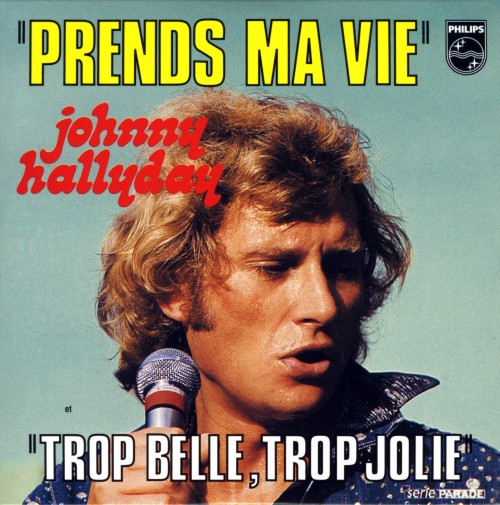 "PRENDS MA VIE"
PHILIPS
johnny
hallyday
et
"TROP BELLE, TROP JOLIE"
série PARADE